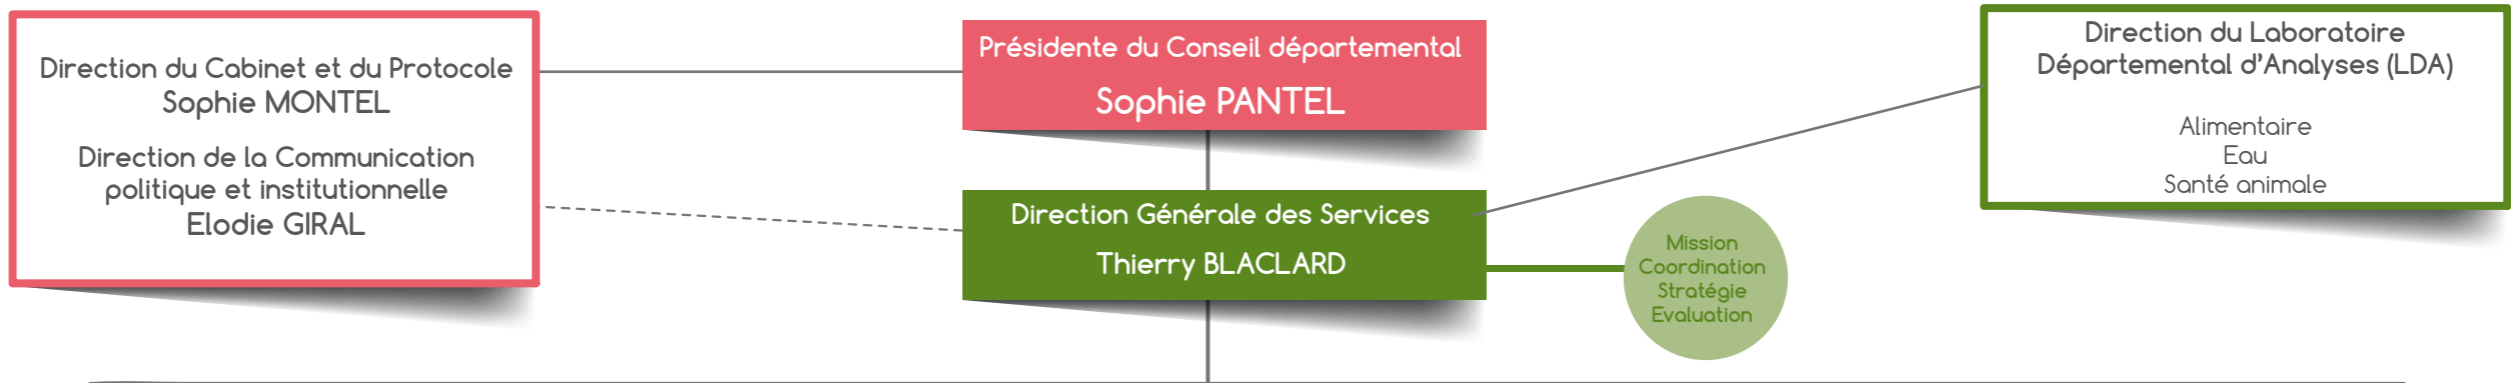 Direction du Cabinet et du Protocole
Sophie MONTEL
Direction de la Communication
politique et institutionnelle
Elodie GIRAL
Présidente du Conseil départemental
Sophie PANTEL
Direction Générale des Services
Thierry BLACLARD
Mission
Coordination
Stratégie
Evaluation
Direction du Laboratoire
Départemental d'Analyses (LDA)
Alimentaire
Eau
Santé animale